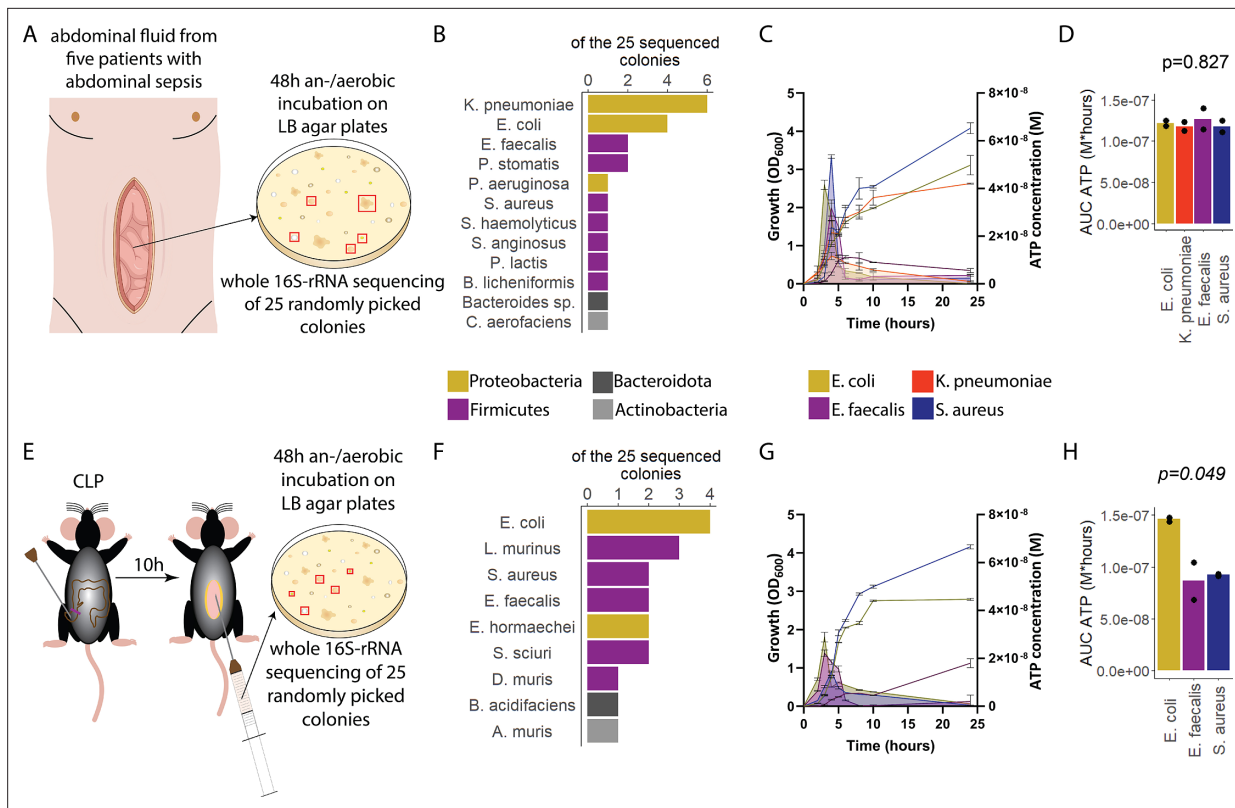 A
abdominal fluid from
five patients with
abdominal sepsis
48h an-/aerobic
incubation on
LB agar plates
whole 16S-rRNA sequencing
of 25 randomly picked
colonies
B
of the 25 sequenced
colonies
0 2 4 6
K. pneumoniae
E. coli
E. faecalis
P. stomatis
P. aeruginosa
S. aureus
S. haemolyticus
S. anginosus
P. lactis
B. licheniformis
Bacteroides sp.
C. aerofaciens
C
Growth (OD600)
5
4
3
2
1
0
0 5 10 15 20 25
Time (hours)
8×10-8
6×10-8
4×10-8
2×10-8
0
ATP concentration (M)
D
p=0.827
AUC ATP (M*hours)
1.5e-07
1.0e-07
5.0e-08
0.0e+00
E. coli
K. pneumoniae
E. faecalis
S. aureus
Proteobacteria
Bacteroidota
Firmicutes
Actinobacteria
E. coli
K. pneumoniae
E. faecalis
S. aureus
E
CLP
10h
48h an-/aerobic
incubation on
LB agar plates
whole 16S-rRNA
sequencing of 25
randomly picked
colonies
F
of the 25 sequenced
colonies
0 1 2 3 4
E. coli
L. murinus
S. aureus
E. faecalis
E. hormaechei
S. sciuri
D. muris
B. acidifaciens
A. muris
G
Growth (OD600)
5
4
3
2
1
0
0 5 10 15 20 25
Time (hours)
8×10-8
6×10-8
4×10-8
2×10-8
0
ATP concentration (M)
H
p=0.049
AUC ATP (M*hours)
1.5e-07
1.0e-07
5.0e-08
0.0e+00
E. coli
E. faecalis
S. aureus